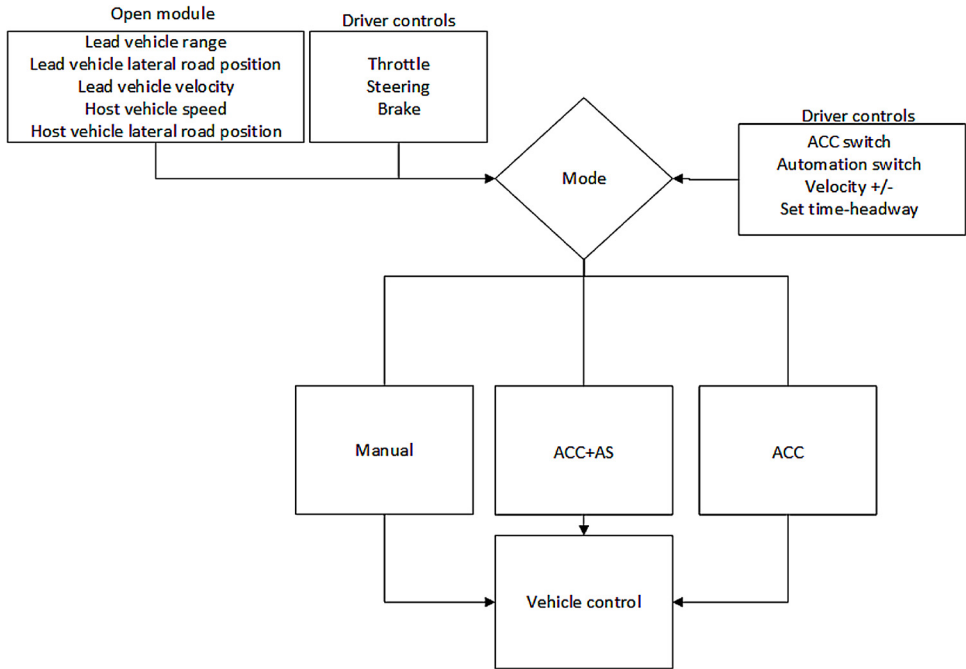 Open module
Lead vehicle range
Lead vehicle lateral road position
Lead vehicle velocity
Host vehicle speed
Host vehicle lateral road position
Driver controls
Throttle
Steering
Brake
Driver controls
ACC switch
Automation switch
Velocity +/-
Set time-headway
Mode
Manual
ACC+AS
ACC
Vehicle control